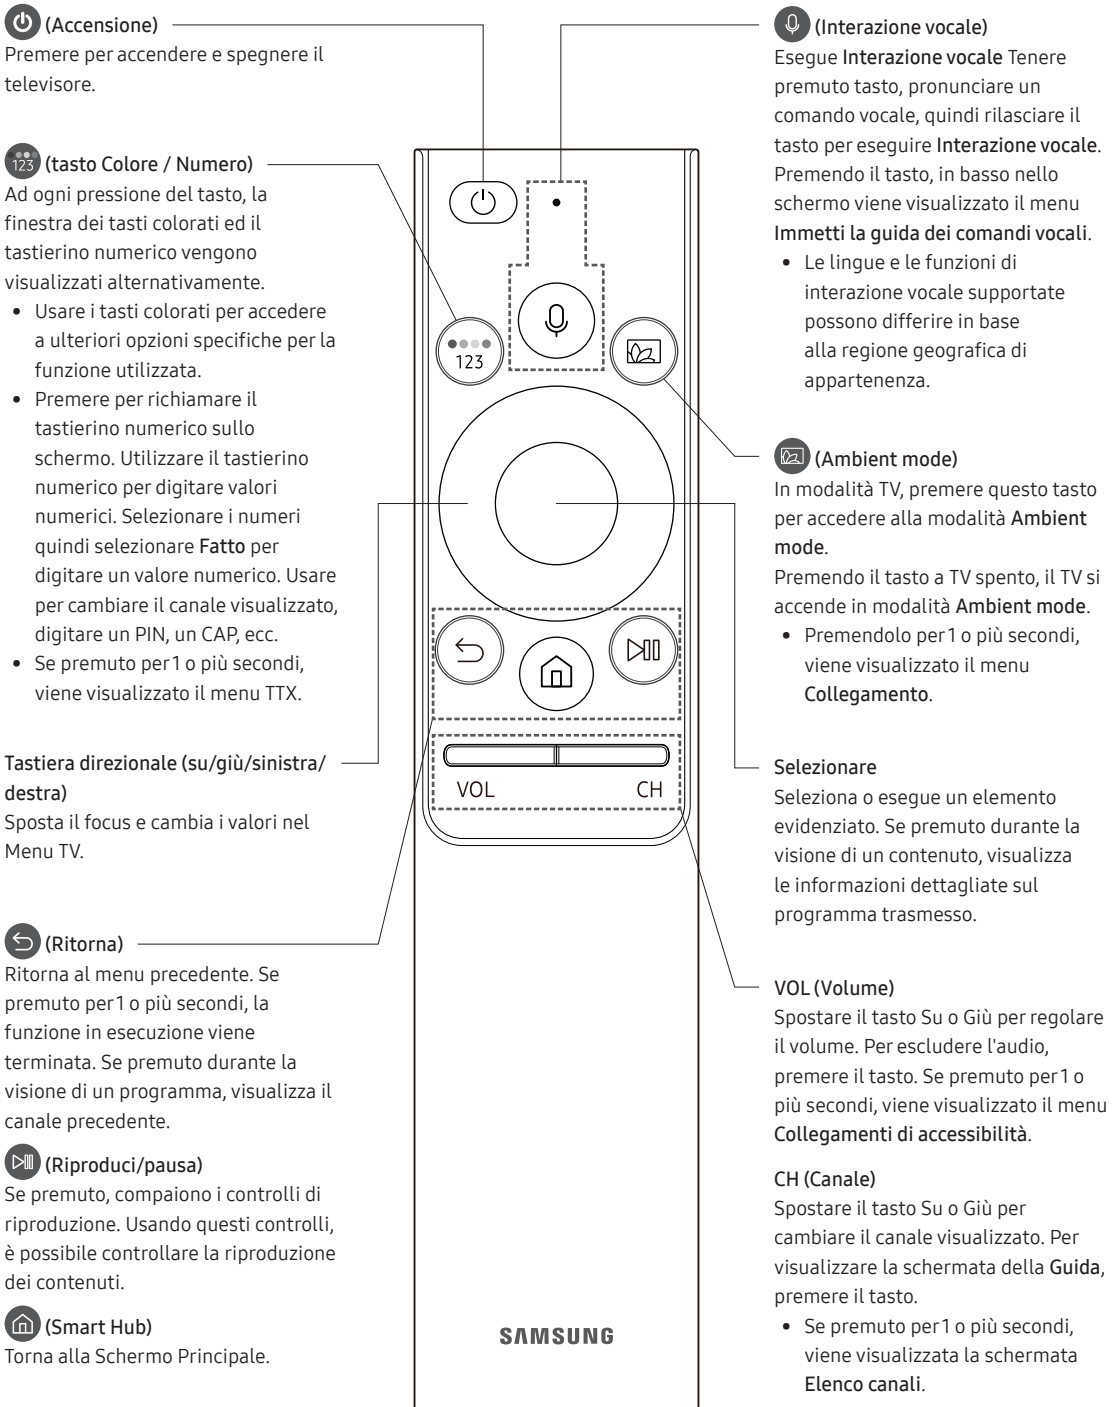 (Accensione)
Premere per accendere e spegnere il
televisore.
123 (tasto Colore / Numero)
Ad ogni pressione del tasto, la
finestra dei tasti colorati ed il
tastierino numerico vengono
visualizzati alternativamente.
• Usare i tasti colorati per accedere
a ulteriori opzioni specifiche per la
funzione utilizzata.
• Premere per richiamare il
tastierino numerico sullo
schermo. Utilizzare il tastierino
numerico per digitare valori
numerici. Selezionare i numeri
quindi selezionare Fatto per
digitare un valore numerico. Usare
per cambiare il canale visualizzato,
digitare un PIN, un CAP, ecc.
• Se premuto per 1 o più secondi,
viene visualizzato il menu TTX.
Tastiera direzionale (su/giù/sinistra/
destra)
Sposta il focus e cambia i valori nel
Menu TV.
(Ritorna)
Ritorna al menu precedente. Se
premuto per 1 o più secondi, la
funzione in esecuzione viene
terminata. Se premuto durante la
visione di un programma, visualizza il
canale precedente.
(Riproduci/pausa)
Se premuto, compaiono i controlli di
riproduzione. Usando questi controlli,
è possibile controllare la riproduzione
dei contenuti.
(Smart Hub)
Torna alla Schermo Principale.
123
VOL
CH
SAMSUNG
(Interazione vocale)
Esegue Interazione vocale Tenere
premuto tasto, pronunciare un
comando vocale, quindi rilasciare il
tasto per eseguire Interazione vocale.
Premendo il tasto, in basso nello
schermo viene visualizzato il menu
Immetti la guida dei comandi vocali.
• Le lingue e le funzioni di
interazione vocale supportate
possono differire in base
alla regione geografica di
appartenenza.
(Ambient mode)
In modalità TV, premere questo tasto
per accedere alla modalità Ambient
mode.
Premendo il tasto a TV spento, il TV si
accende in modalità Ambient mode.
• Premendolo per 1 o più secondi,
viene visualizzato il menu
Collegamento.
Selezionare
Seleziona o esegue un elemento
evidenziato. Se premuto durante la
visione di un contenuto, visualizza
le informazioni dettagliate sul
programma trasmesso.
VOL (Volume)
Spostare il tasto Su o Giù per regolare
il volume. Per escludere l'audio,
premere il tasto. Se premuto per 1 o
più secondi, viene visualizzato il menu
Collegamenti di accessibilità.
CH (Canale)
Spostare il tasto Su o Giù per
cambiare il canale visualizzato. Per
visualizzare la schermata della Guida,
premere il tasto.
• Se premuto per 1 o più secondi,
viene visualizzata la schermata
Elenco canali.